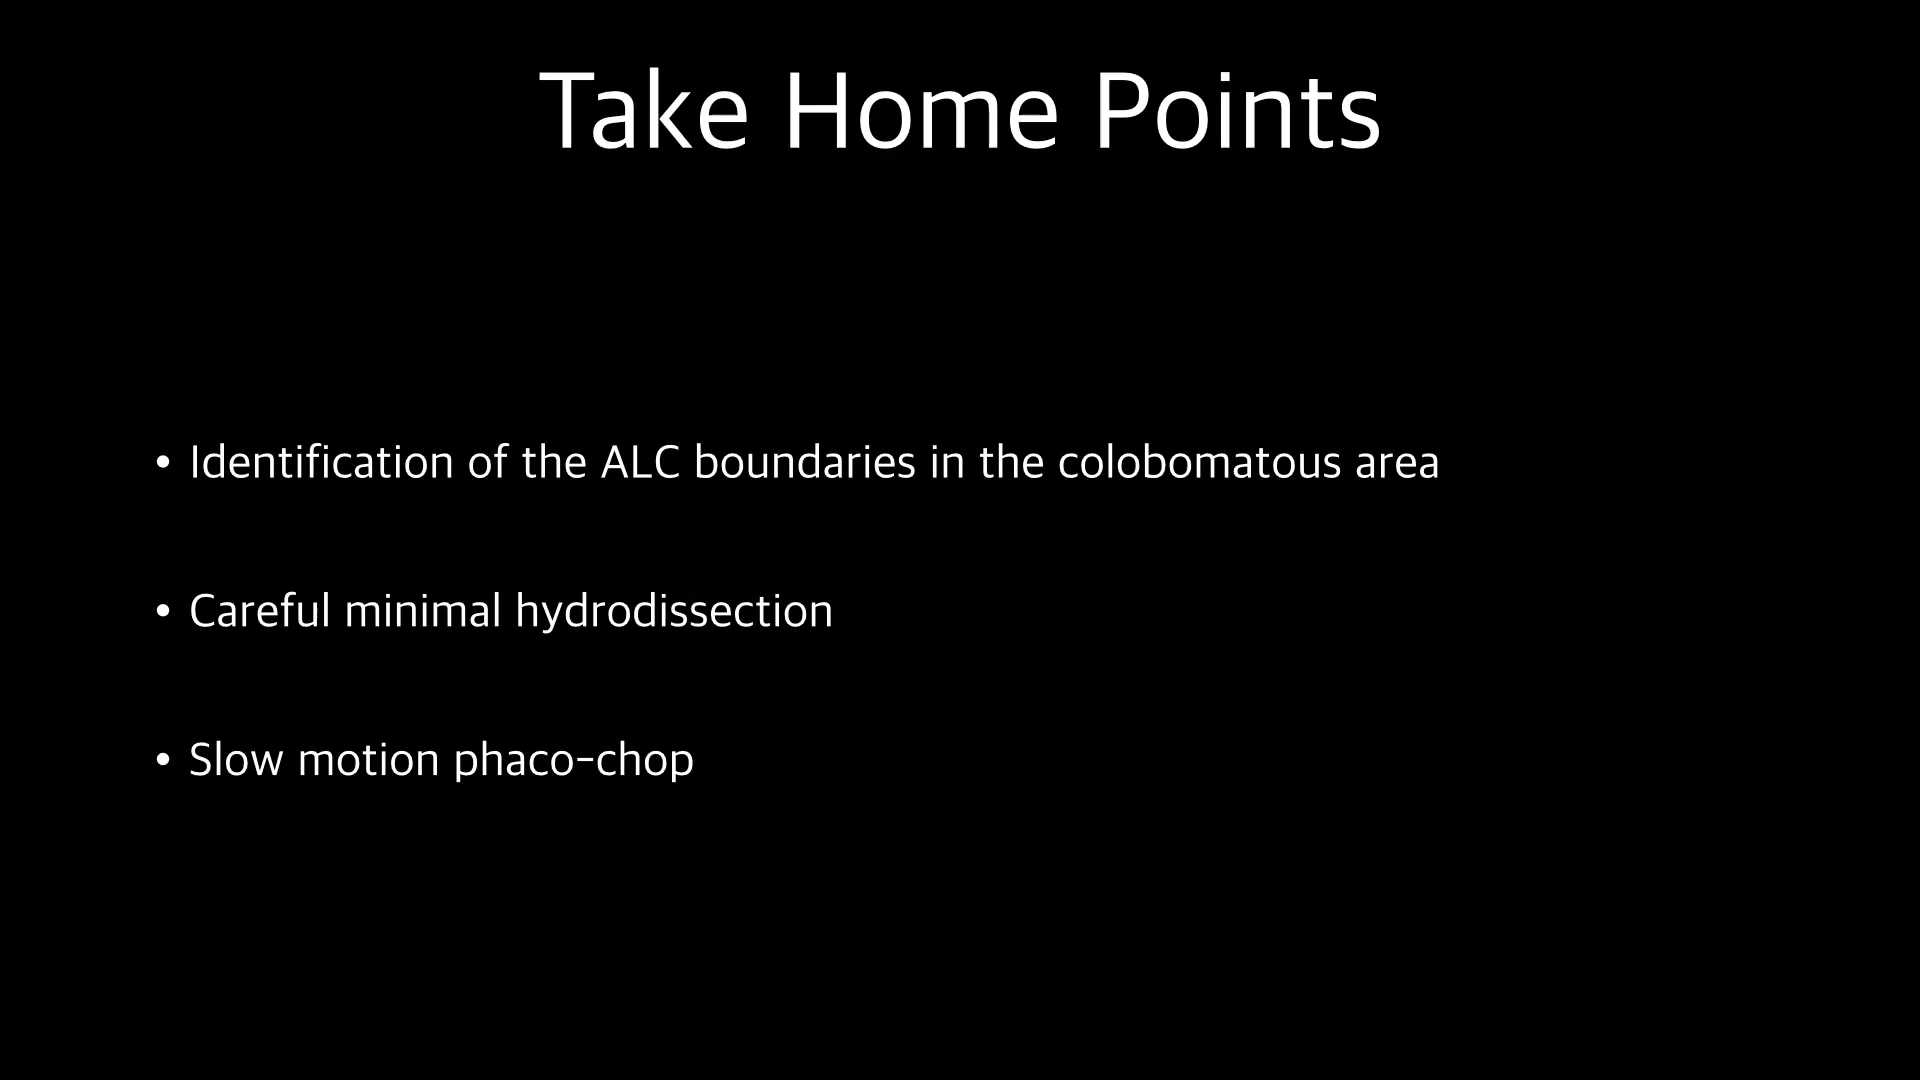 Take Home Points
• Identification of the ALC boundaries in the colobomatous area
• Careful minimal hydrodissection
• Slow motion phaco-chop